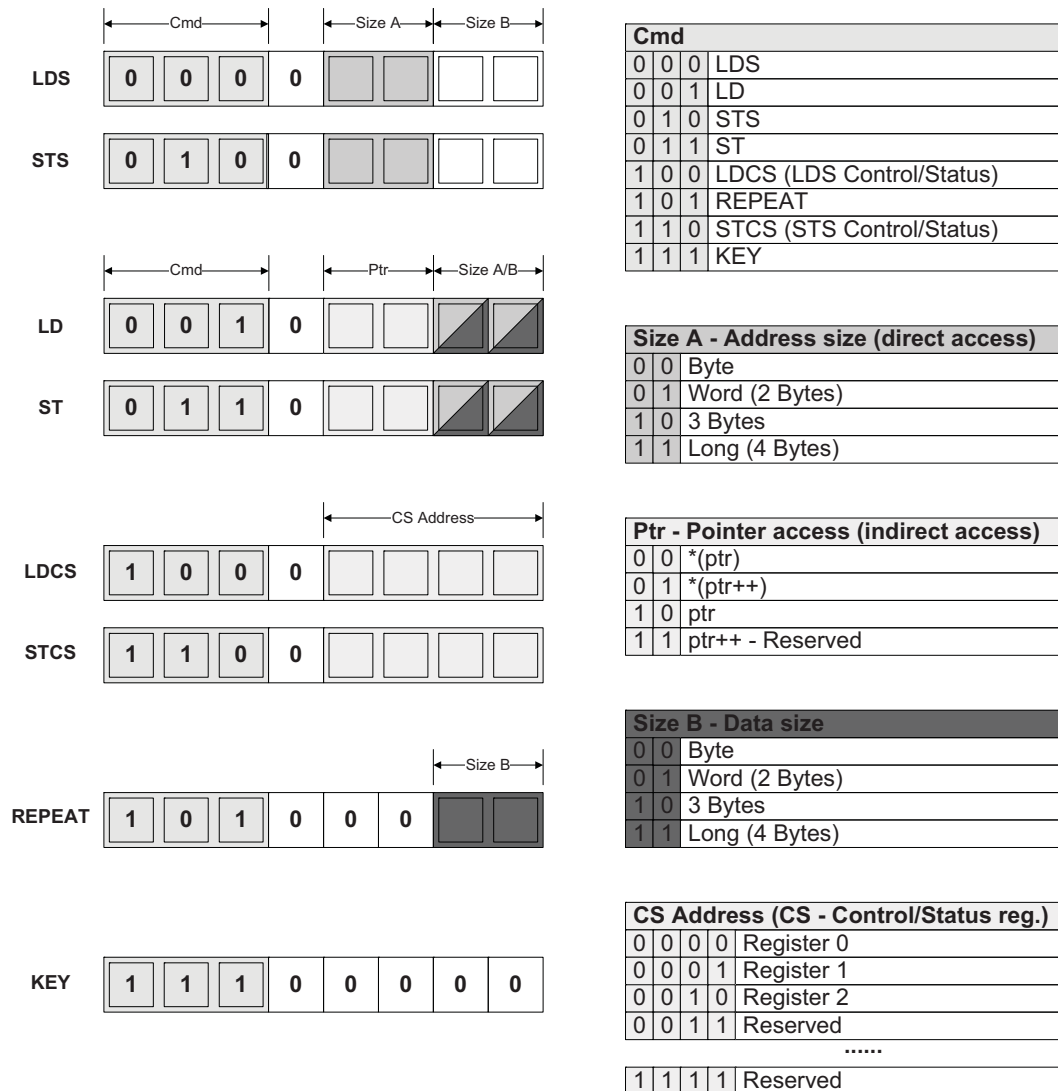 Cmd Size A Size B
LDS 0 0 0 0
STS 0 1 0 0
Cmd Ptr Size A/B
LD 0 0 1 0
ST 0 1 1 0
CS Address
LDCS 1 0 0 0
STCS 1 1 0 0
Size B
REPEAT 1 0 1 0 0 0
KEY 1 1 1 0 0 0 0 0
Cmd
0 0 0 LDS
0 0 1 LD
0 1 0 STS
0 1 1 ST
1 0 0 LDCS (LDS Control/Status)
1 0 1 REPEAT
1 1 0 STCS (STS Control/Status)
1 1 1 KEY
Size A - Address size (direct access)
0 0 Byte
0 1 Word (2 Bytes)
1 0 3 Bytes
1 1 Long (4 Bytes)
Ptr - Pointer access (indirect access)
0 0 *(ptr)
0 1 *(ptr++)
1 0 ptr
1 1 ptr++ - Reserved
Size B - Data size
0 0 Byte
0 1 Word (2 Bytes)
1 0 3 Bytes
1 1 Long (4 Bytes)
CS Address (CS - Control/Status reg.)
0 0 0 0 Register 0
0 0 0 1 Register 1
0 0 1 0 Register 2
0 0 1 1 Reserved
......
1 1 1 1 Reserved